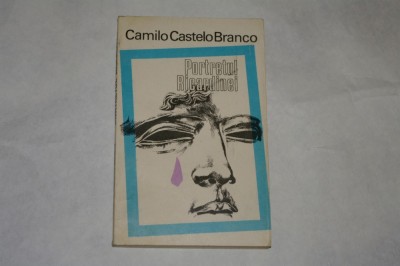 Camilo Castelo Branco
Portretul
Ricardinei